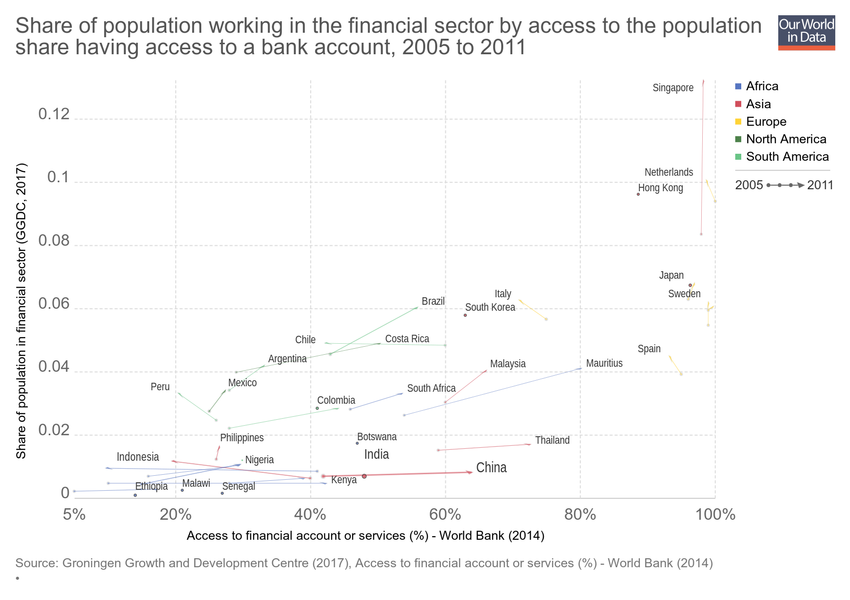 Share of population working in the financial sector by access to the population
share having access to a bank account, 2005 to 2011
Our World
in Data
Share of population in financial sector (GGDC, 2017)
0.12
0.1
0.08
0.06
0.04
0.02
0
5%
20%
40%
60%
80%
100%
Access to financial account or services (%) - World Bank (2014)
Singapore
Netherlands
Hong Kong
Japan
Sweden
Italy
Brazil
South Korea
Chile
Costa Rica
Spain
Argentina
Malaysia
Mauritius
Peru
Mexico
South Africa
Colombia
Philippines
Botswana
Thailand
Indonesia
Nigeria
India
China
Ethiopia
Malawi
Senegal
Kenya
Africa
Asia
Europe
North America
South America
2005
2011
Source: Groningen Growth and Development Centre (2017), Access to financial account or services (%) - World Bank (2014)
•